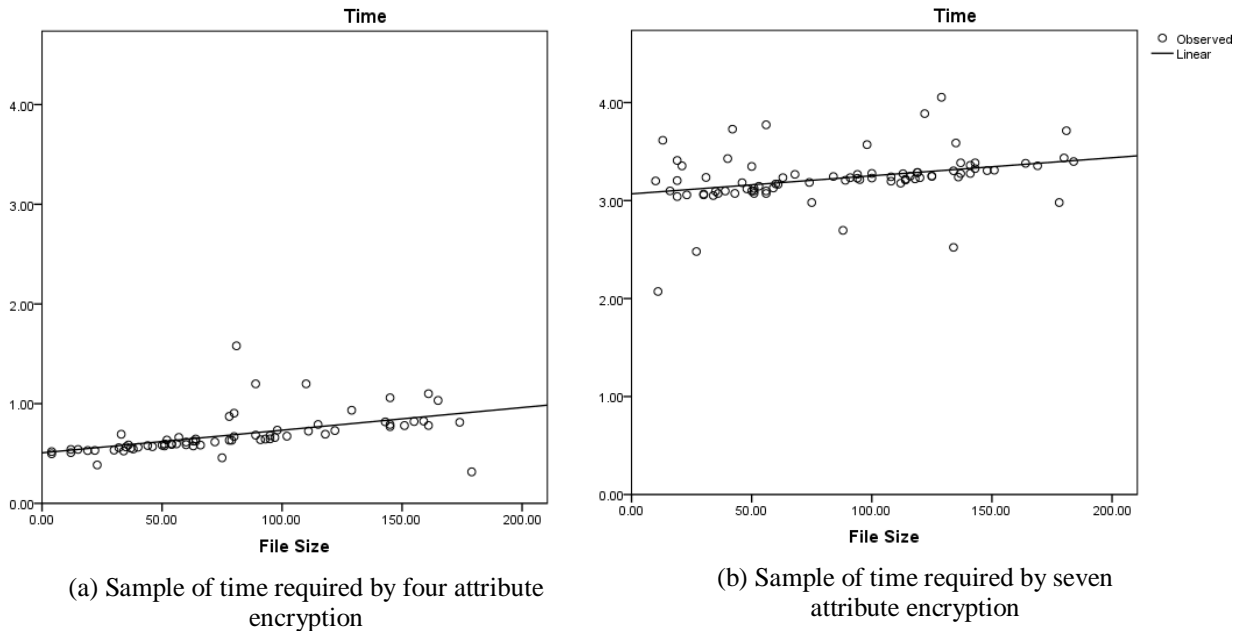 Time
4.00
3.00
2.00
1.00
0.00
0.00 50.00 100.00 150.00 200.00
File Size
(a) Sample of time required by four attribute
encryption
Time
Observed
Linear
4.00
3.00
2.00
1.00
0.00
0.00 50.00 100.00 150.00 200.00
File Size
(b) Sample of time required by seven
attribute encryption